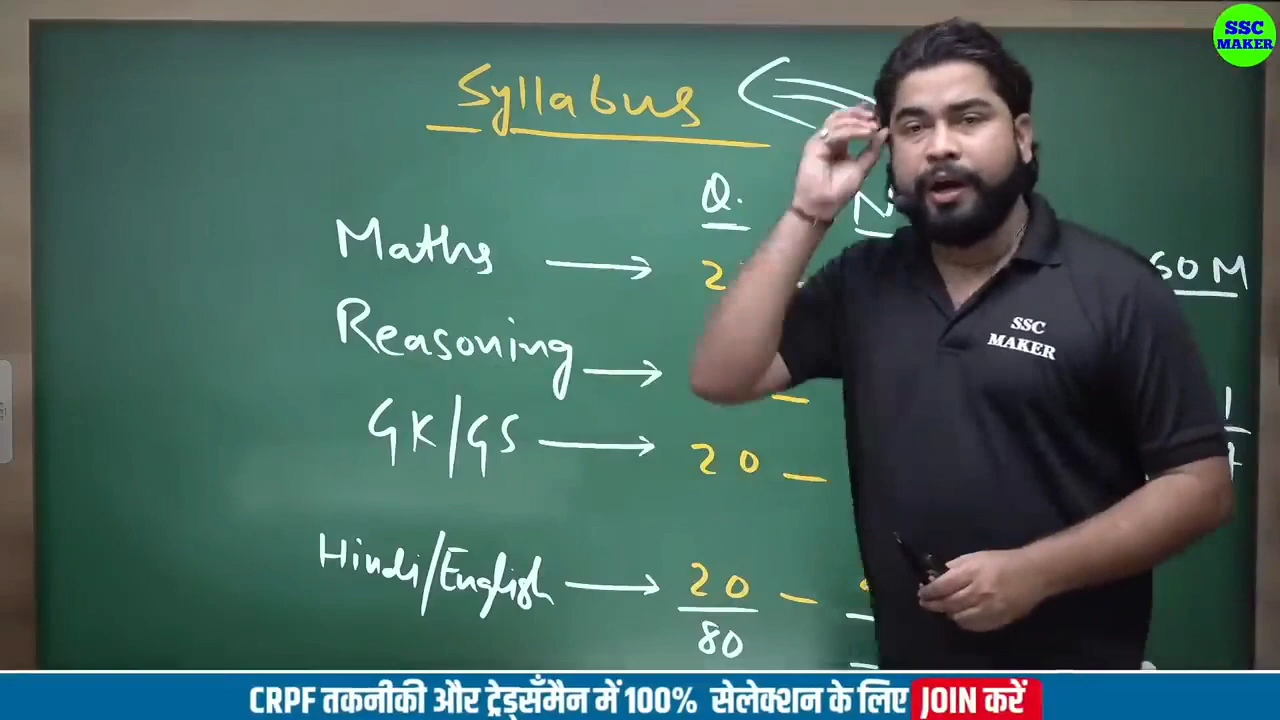 SSC
MAKER
Syllabus
Q.
Maths
60 M
Reasoning
GK/GS 20
Hindi/English 20
80
SSC
MAKER
CRPF तकनीकी और ट्रेड्समैन में 100% सेलेक्शन के लिए JOIN करें